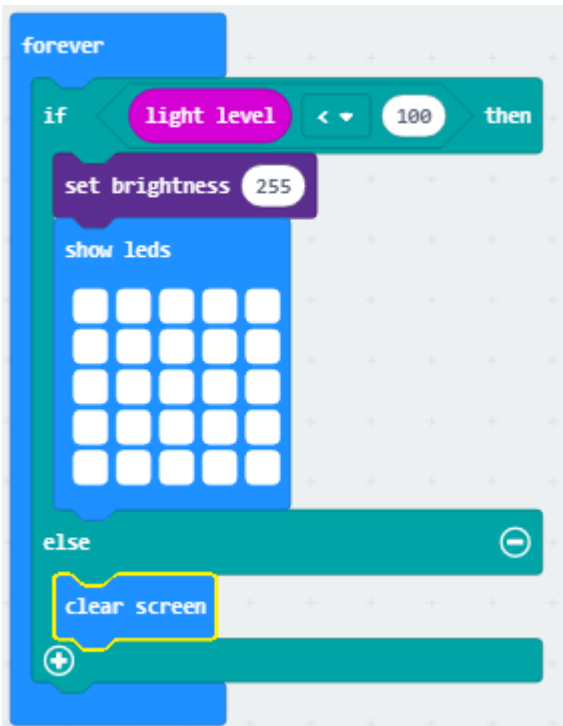 forever
if light level < 100 then
set brightness 255
show leds
else
clear screen